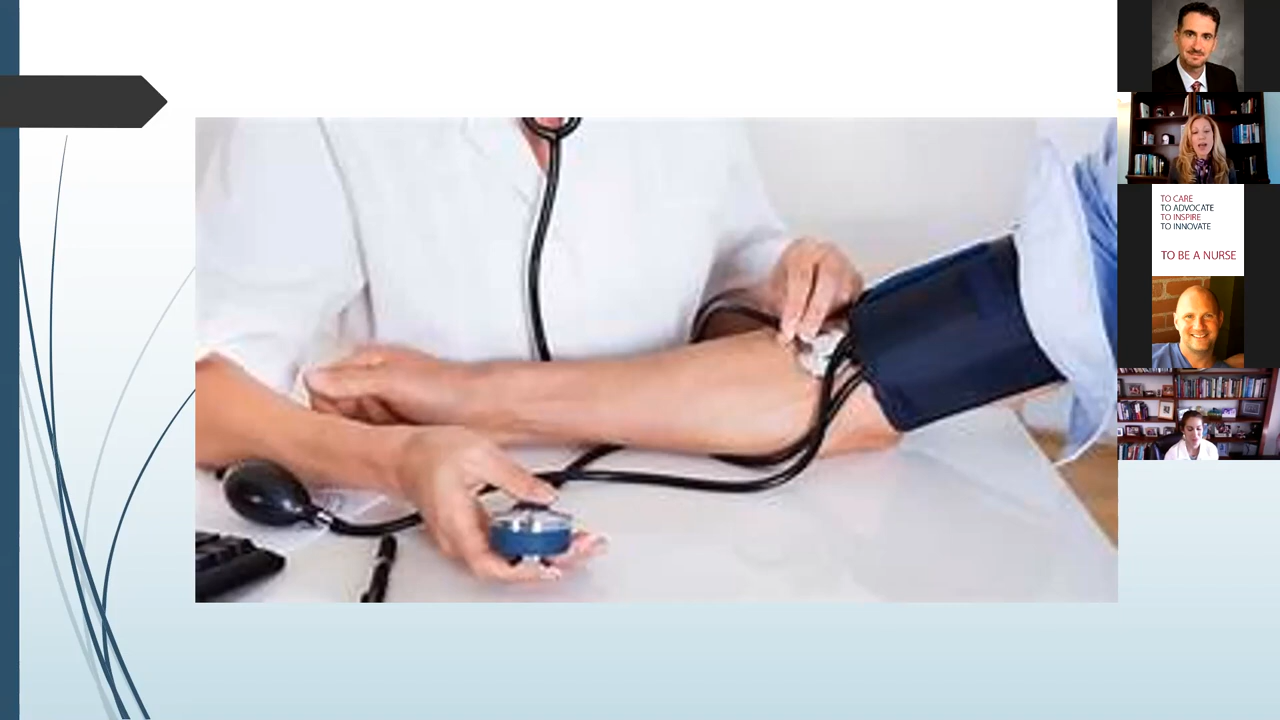 TO CARE
TO ADVOCATE
TO INSPIRE
TO INNOVATE
TO BE A NURSE